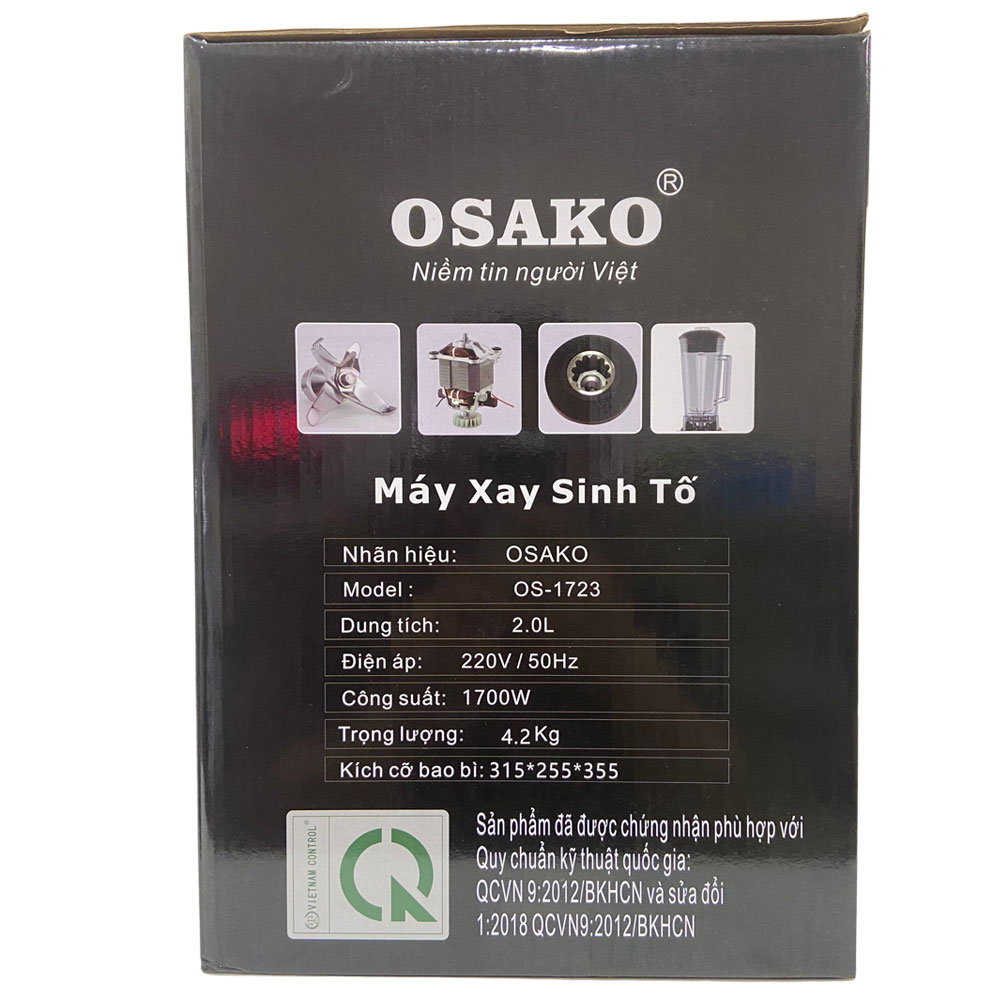 OSAKO®
Niềm tin người Việt
Máy Xay Sinh Tố
Nhãn hiệu: OSAKO
Model : OS-1723
Dung tích: 2.0L
Điện áp: 220V / 50Hz
Công suất: 1700W
Trọng lượng: 4.2Kg
Kích cỡ bao bì: 315*255*355
VIETNAM CONTROL®
Sản phẩm đã được chứng nhận phù hợp với
Quy chuẩn kỹ thuật quốc gia:
QCVN 9:2012/BKHCN và sửa đổi
1:2018 QCVN9:2012/BKHCN